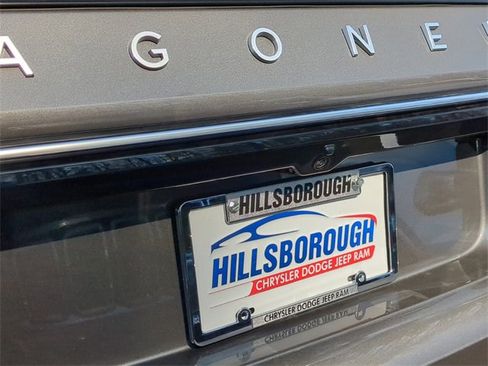 AGONE
HILLSBOROUGH
HILLSBOROUGH
CHRYSLER DODGE JEEP RAM
CHRYSLER DODGE JEEP RAM